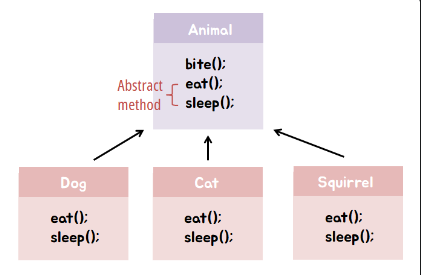 Animal
bite();
Abstract
method
eat();
sleep();
Dog
eat();
sleep();
Cat
eat();
sleep();
Squirrel
eat();
sleep();